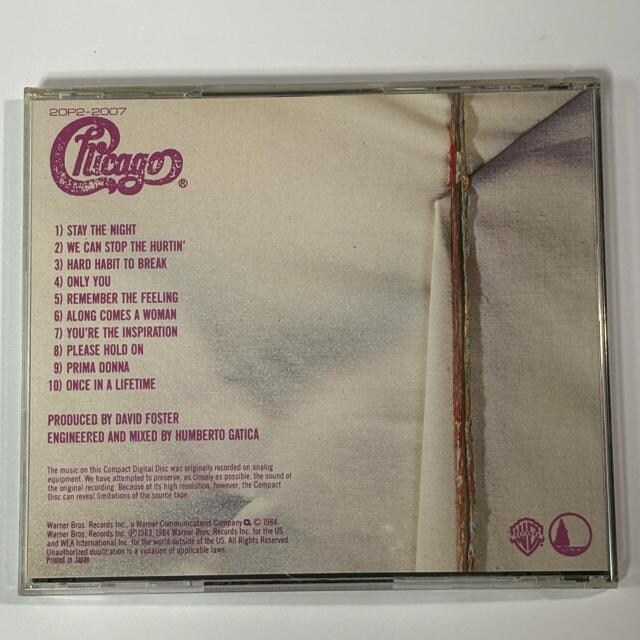 20P2-2007
Chicago®
1) STAY THE NIGHT
2) WE CAN STOP THE HURTIN'
3) HARD HABIT TO BREAK
4) ONLY YOU
5) REMEMBER THE FEELING
6) ALONG COMES A WOMAN
7) YOU'RE THE INSPIRATION
8) PLEASE HOLD ON
9) PRIMA DONNA
10) ONCE IN A LIFETIME
PRODUCED BY DAVID FOSTER
ENGINEERED AND MIXED BY HUMBERTO GATICA
The music on this Compact Digital Disc was originally recorded on analog
equipment. We have attempted to preserve, as closely as possible, the sound of
the original recording. Because of its high resolution, however, the Compact
Disc can reveal limitations of the source tape.
Warner Bros. Records Inc., a Warner Communications Company © 1984
Warner Bros. Records Inc. ℗ 1983, 1984 Warner Bros. Records Inc. for the US
and WEA International Inc. for the world outside of the US. All Rights Reserved.
Unauthorized duplication is a violation of applicable laws.
Printed in Japan